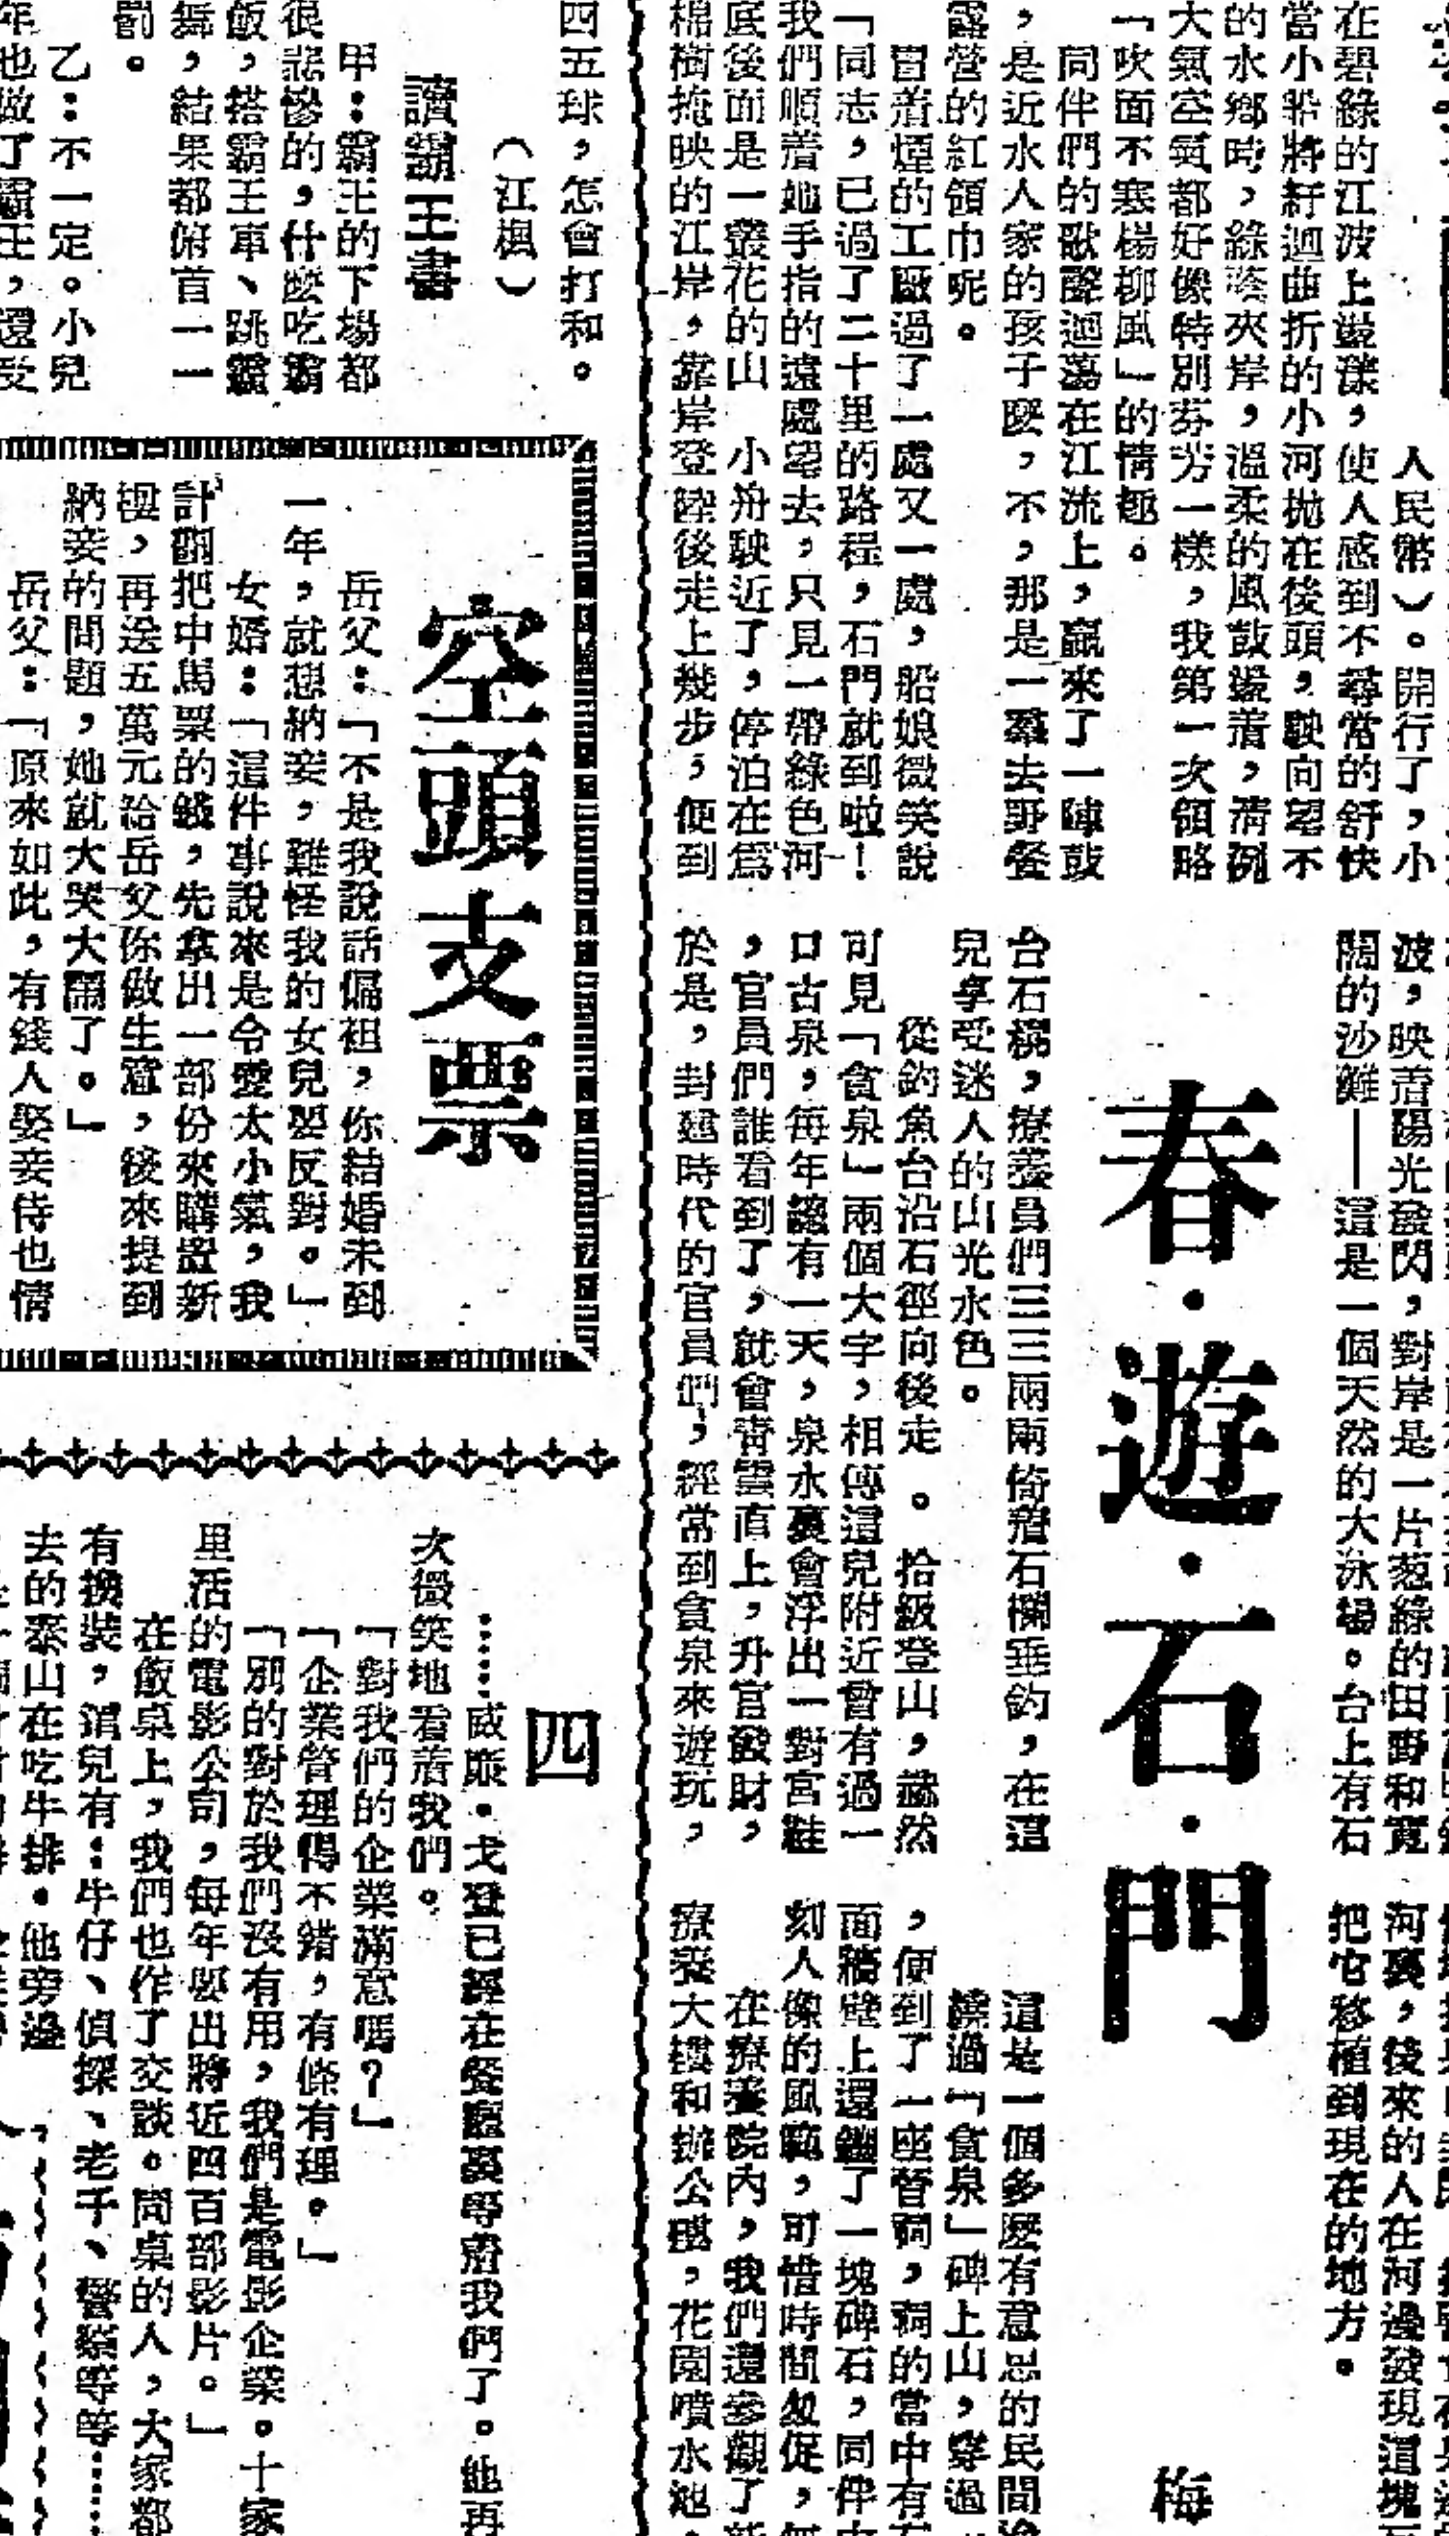 春·遊·石·門
梅
人民幣)。開行了,小
在碧綠的江波上盪漾,使人感到不尋常的舒快
當小船將紆迴曲折的小河拋在後頭,駛向望不
的水鄉時,綠蔭夾岸,溫柔的風鼓盪着,清冽
大氣空氣都好像特別芬芳一樣,我第一次領略
「吹面不寒楊柳風」的情趣。
同伴們的歌聲迴蕩在江流上,贏來了一陣鼓
,是近水人家的孩子麼,不,那是一羣去野餐
露營的紅領巾呢。
冒着煙的工廠過了一處又一處,船娘微笑說
「同志,已過了二十里的路程,石門就到啦!
我們順着她手指的遠處望去,只見一帶綠色河
底後面是一叢花的山 小舟駛近了,停泊在爲
棉樹掩映的江岸,靠岸登陸後走上幾步,便到
波,映着陽光發閃,對岸是一片葱綠的田野和寬
闊的沙灘——這是一個天然的大泳場。台上有石
台石櫈,療養員們三三兩兩倚着石欄垂釣,在這
兒享受迷人的山光水色。
從釣魚台沿石徑向後走 。拾級登山,赫然
可見「貪泉」兩個大字,相傳這兒附近曾有過一
口古泉,每年總有一天,泉水裏會浮出一對宮鞋
,官員們誰看到了,就會青雲直上,升官發財,
於是,封建時代的官員們,經常到貪泉來遊玩,
河裏,後來的人在河邊發現這塊
把它移植到現在的地方。
這是一個多麼有意思的民間
繞過「貪泉」碑上山,穿過
,便到了一座晉祠,祠的當中有
面牆壁上還鑲了一塊碑石,同伴
刻人像的風範,可惜時間匆促,
在療養院內,我們還參觀了
療養大樓和辦公廳,花園噴水池
四五球,怎會打和。
(江楓)
讀霸王書
甲:霸王的下場都
很悲慘的,什麼吃霸
飯,搭霸王車、跳霸
舞,結果都俯首一一
罰。
乙:不一定。小兒
年也做了霸王,還受
空頭支票
岳父:「不是我說話偏袒,你結婚未到
一年,就想納妾,難怪我的女兒要反對。」
女婿:「這件事說來是令愛太小氣,我
計劃把中馬票的錢,先拿出一部份來購置新
樓,再送五萬元給岳父你做生意,後來提到
納妾的問題,她就大哭大鬧了。」
岳父:「原來如此,有錢人娶妾侍也情
四
……威廉·戈登已經在餐廳裏等着我們了。他再
次微笑地看着我們。
「對我們的企業滿意嗎?」
「企業管理得不錯,有條有理。」
「別的對於我們沒有用,我們是電影企業。十家
里活的電影公司,每年要出將近四百部影片。」
在飯桌上,我們也作了交談。同桌的人,大家都
有換裝,這兒有:牛仔、偵探、老千、警察等等……
去的泰山在吃牛排。他旁邊